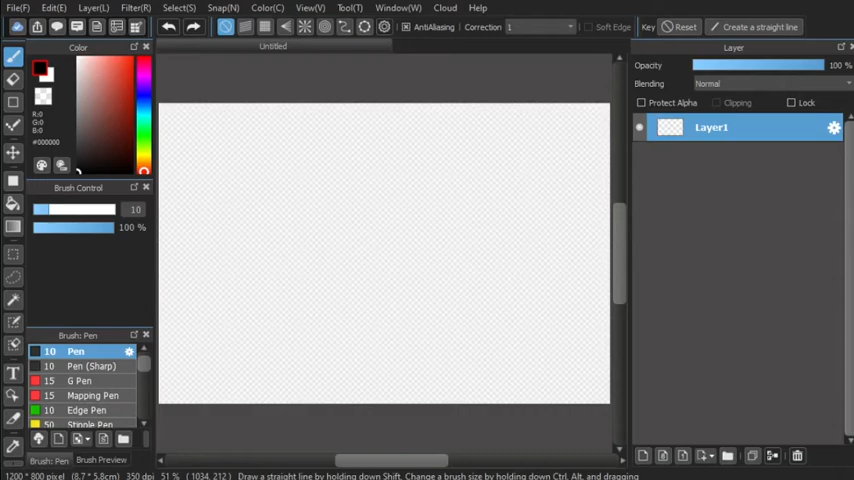 File(F) Edit(E) Layer(L) Filter(R) Select(S) Snap(N) Color(C) View(V) Tool(T) Window(W) Cloud Help
AntiAliasing Correction 1 Soft Edge Key Reset Create a straight line
Color
Untitled
Layer
Opacity 100 %
Blending Normal
Protect Alpha Clipping Lock
Layer1
R:0
G:0
B:0
#000000
Brush Control
10
100 %
Brush: Pen
10 Pen
10 Pen (Sharp)
15 G Pen
15 Mapping Pen
10 Edge Pen
50 Stipple Pen
T
Brush: Pen Brush Preview
1200 * 800 pixel (8.7 * 5.8cm) 350 dpi 51 % ( 1034, 212 ) Draw a straight line by holding down Shift. Change a brush size by holding down Ctrl, Alt, and dragging